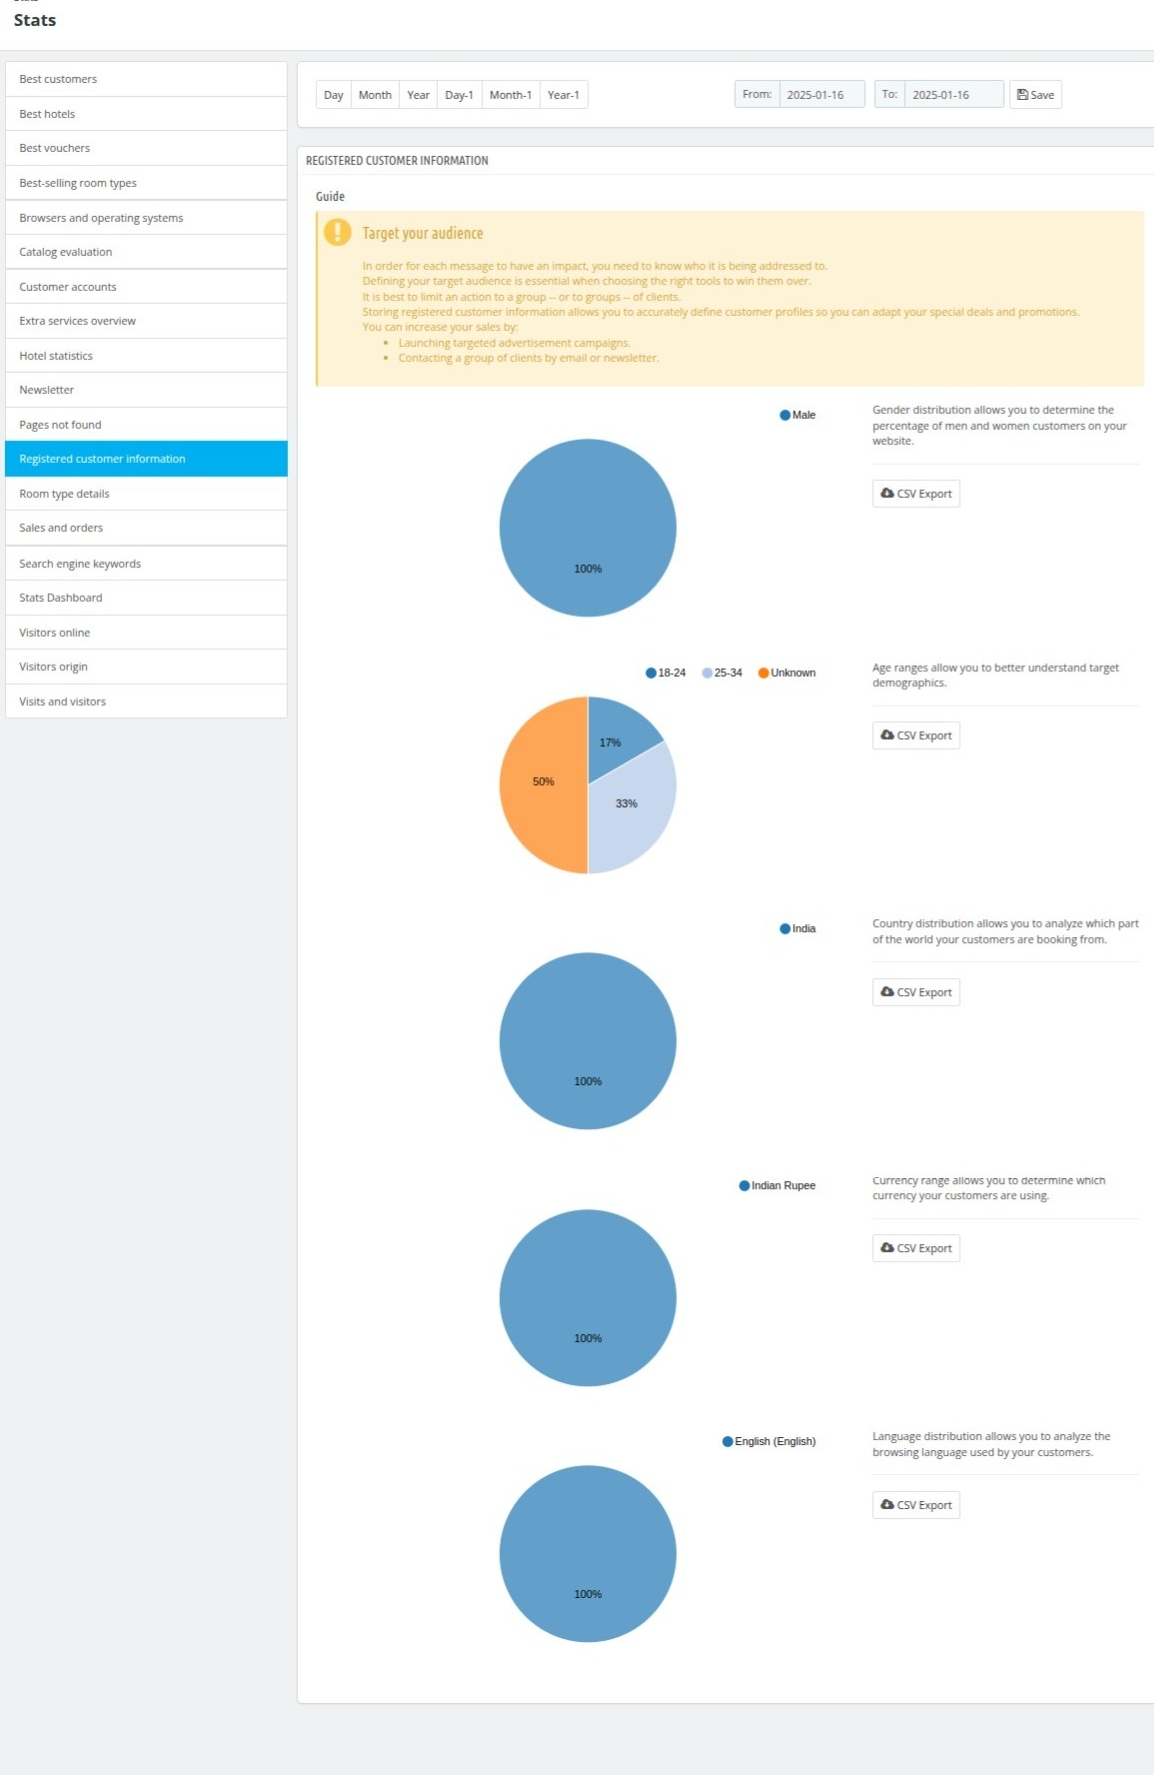 Stats
Best customers
Best hotels
Best vouchers
Best-selling room types
Browsers and operating systems
Catalog evaluation
Customer accounts
Extra services overview
Hotel statistics
Newsletter
Pages not found
Registered customer information
Room type details
Sales and orders
Search engine keywords
Stats Dashboard
Visitors online
Visitors origin
Visits and visitors
Day Month Year Day-1 Month-1 Year-1 From: 2025-01-16 To: 2025-01-16 Save
REGISTERED CUSTOMER INFORMATION
Guide
Target your audience
In order for each message to have an impact, you need to know who it is being addressed to.
Defining your target audience is essential when choosing the right tools to win them over.
It is best to limit an action to a group -- or to groups -- of clients.
Storing registered customer information allows you to accurately define customer profiles so you can adapt your special deals and promotions.
You can increase your sales by:
• Launching targeted advertisement campaigns.
• Contacting a group of clients by email or newsletter.
Male
100%
Gender distribution allows you to determine the
percentage of men and women customers on your
website.
CSV Export
18-24 25-34 Unknown
17%
50%
33%
Age ranges allow you to better understand target
demographics.
CSV Export
India
100%
Country distribution allows you to analyze which part
of the world your customers are booking from.
CSV Export
Indian Rupee
100%
Currency range allows you to determine which
currency your customers are using.
CSV Export
English (English)
100%
Language distribution allows you to analyze the
browsing language used by your customers.
CSV Export